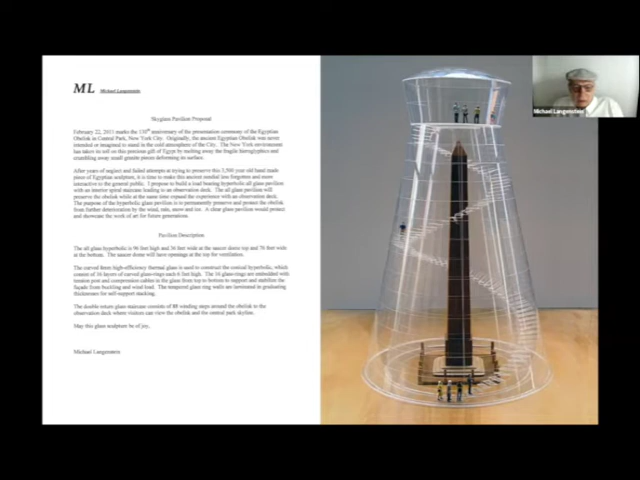 ML Michael Langenstein
Skyglass Pavilion Proposal
February 22, 2011 marks the 130th anniversary of the presentation ceremony of the Egyptian
Obelisk in Central Park, New York City. Originally, the ancient Egyptian Obelisk was never
intended or imagined to stand in the cold atmosphere of the City. The New York environment
has taken its toll on this precious gift of Egypt by melting away the fragile hieroglyphics and
crumbling away small granite pieces deforming its surface.
After years of neglect and failed attempts at trying to preserve this 3,500 year old hand made
piece of Egyptian sculpture, it is time to make this ancient medial less forgotten and more
interactive to the general public. I propose to build a load bearing hyperbolic all glass pavilion
with an interior spiral staircase leading to an observation deck. The all glass pavilion will
preserve the obelisk while at the same time expand the experience with an observation deck.
The purpose of the hyperbolic glass pavilion is to permanently preserve and protect the obelisk
from further deterioration by the wind, rain, snow and ice. A clear glass pavilion would protect
and showcase the work of art for future generations.
Pavilion Description
The all glass hyperbolic is 96 feet high and 36 feet wide at the saucer dome top and 76 feet wide
at the bottom. The saucer dome will have openings at the top for ventilation.
The curved 8mm high-efficiency thermal glass is used to construct the conical hyperbolic, which
consist of 16 layers of curved glass rings each 6 feet high. The 16 glass rings are embedded with
tension post and compression cables in the glass from top to bottom to support and stabilize the
façade from buckling and wind load. The tempered glass ring walls are laminated in graduating
thicknesses for self-support stacking.
The double return glass staircase consists of winding steps around the obelisk to the
observation deck where visitors can view the obelisk and the central park skyline.
May this glass sculpture be of joy,
Michael Langenstein
Michael Langenstein